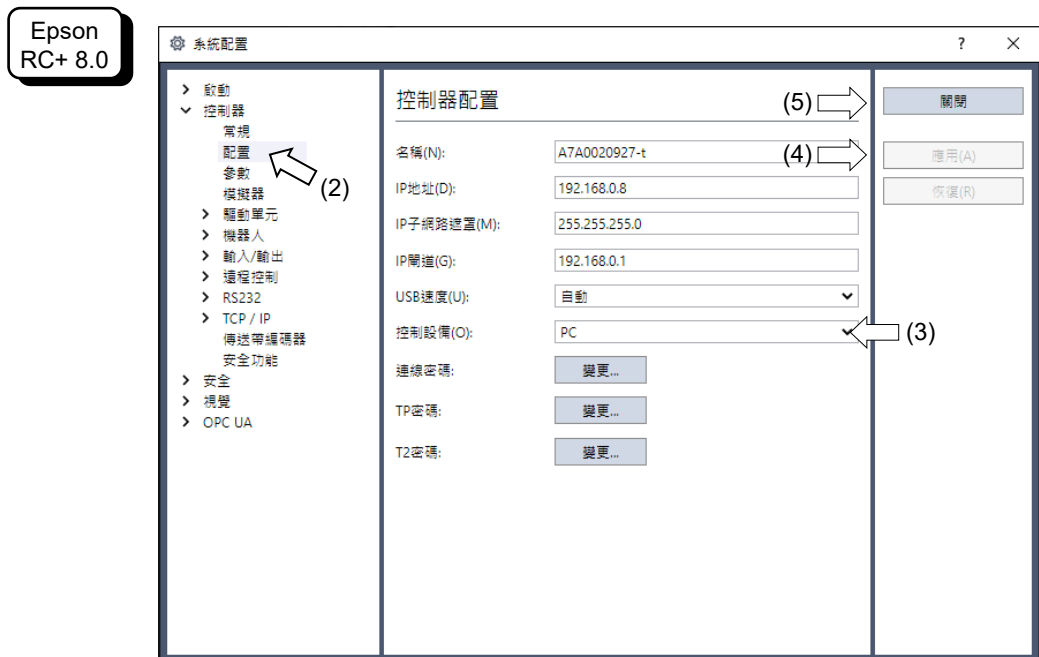 Epson
RC+ 8.0
系統配置
?
啟動
控制器
常規
配置
參數
模擬器
驅動單元
機器人
輸入/輸出
遠程控制
RS232
TCP / IP
傳送帶編碼器
安全功能
安全
視覺
OPC UA
(2)
控制器配置
名稱(N): A7A0020927-t
IP地址(D): 192.168.0.8
IP子網路遮罩(M): 255.255.255.0
IP閘道(G): 192.168.0.1
USB速度(U): 自動
控制設備(O): PC
連線密碼: 變更...
TP密碼: 變更...
T2密碼: 變更...
(5)
關閉
(4)
應用(A)
恢復(R)
(3)